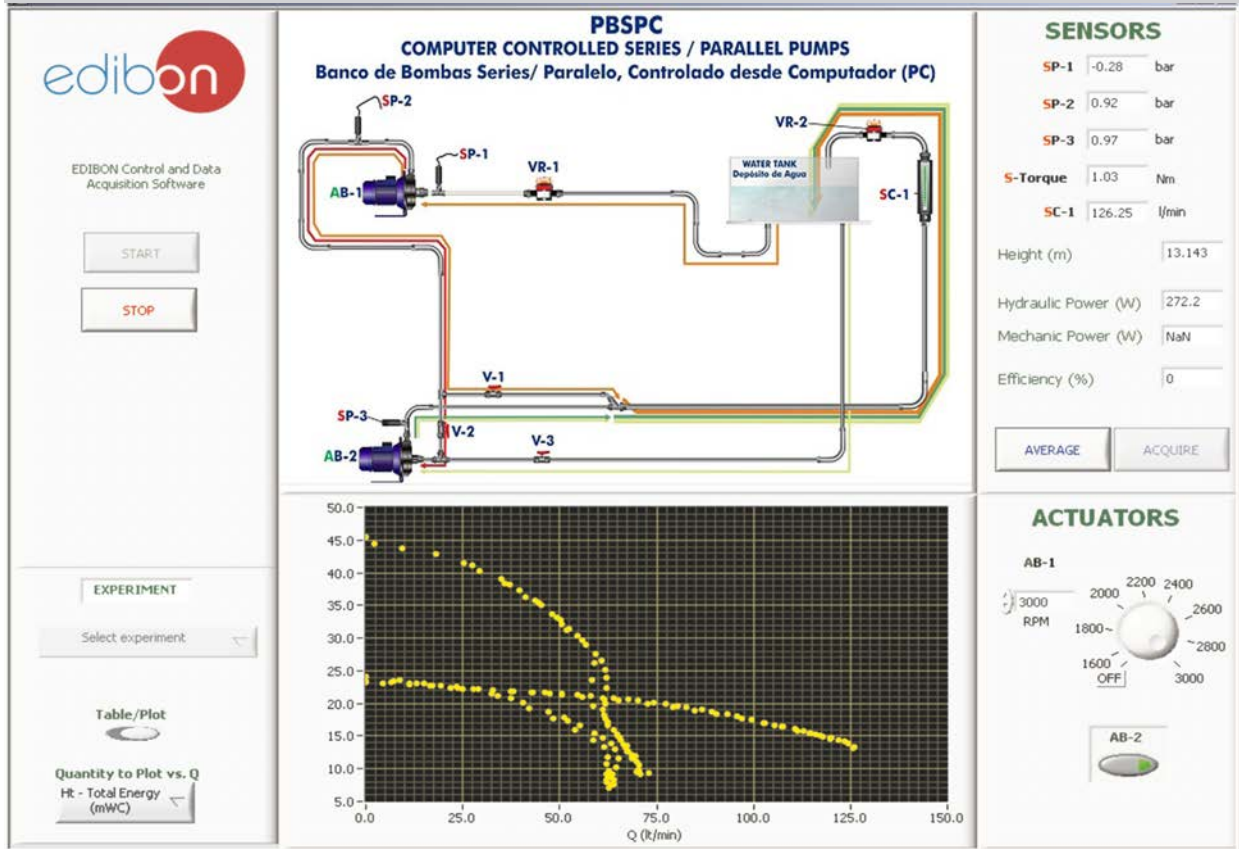 edibon
EDIBON Control and Data
Acquisition Software
START
STOP
EXPERIMENT
Select experiment
Table/Plot
Quantity to Plot vs. Q
Ht - Total Energy
(mWC)
PBSPC
COMPUTER CONTROLLED SERIES / PARALLEL PUMPS
Banco de Bombas Series/ Paralelo, Controlado desde Computador (PC)
SP-2
SP-1
VR-1
AB-1
VR-2
WATER TANK
Depósito de Agua
SC-1
V-1
SP-3
V-2
V-3
AB-2
50.0
45.0
40.0
35.0
30.0
25.0
20.0
15.0
10.0
5.0
0.0 25.0 50.0 75.0 100.0 125.0 150.0
Q (lt/min)
SENSORS
SP-1 -0.28 bar
SP-2 0.92 bar
SP-3 0.97 bar
S-Torque 1.03 Nm
SC-1 126.25 l/min
Height (m) 13.143
Hydraulic Power (W) 272.2
Mechanic Power (W) NaN
Efficiency (%) 0
AVERAGE ACQUIRE
ACTUATORS
AB-1
3000
RPM
OFF
1600
1800
2000
2200
2400
2600
2800
3000
AB-2